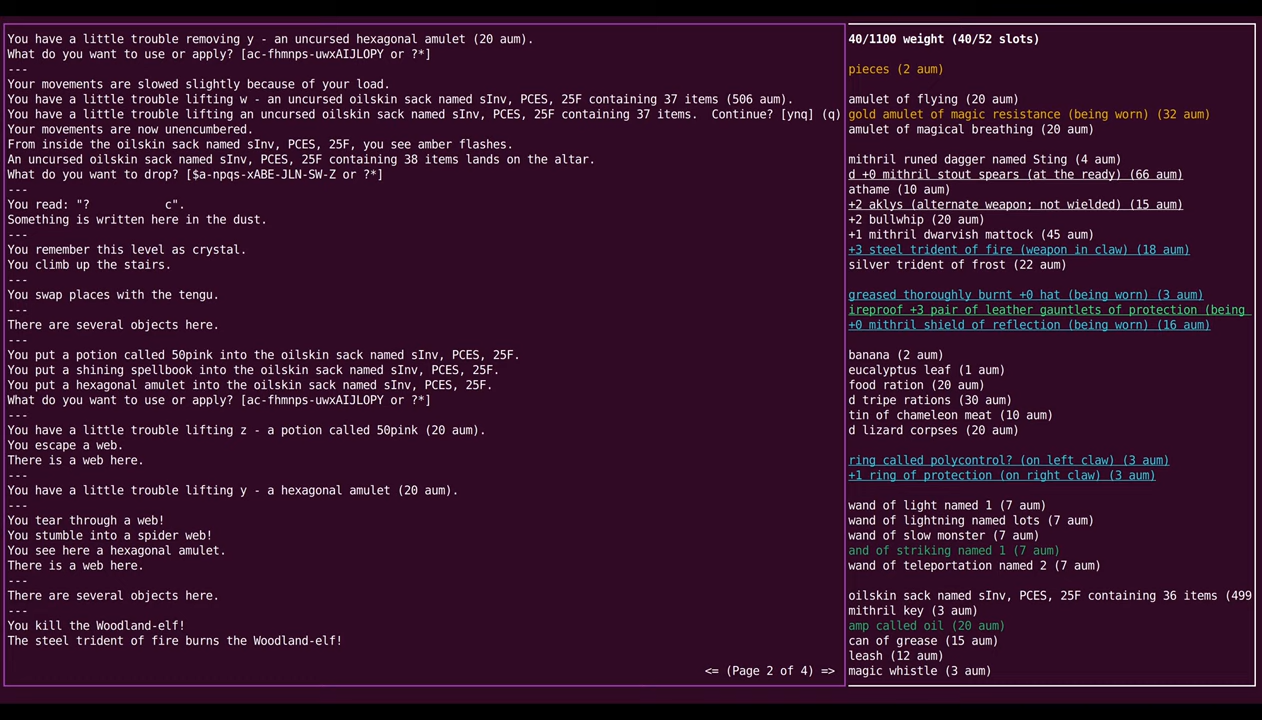 You have a little trouble removing y - an uncursed hexagonal amulet (20 aum).
What do you want to use or apply? [ac-fhmnps-uwxAIJLOPY or ?*]
---
Your movements are slowed slightly because of your load.
You have a little trouble lifting w - an uncursed oilskin sack named sInv, PCES, 25F containing 37 items (506 aum).
You have a little trouble lifting an uncursed oilskin sack named sInv, PCES, 25F containing 37 items.  Continue? [ynq] (q)
Your movements are now unencumbered.
From inside the oilskin sack named sInv, PCES, 25F, you see amber flashes.
An uncursed oilskin sack named sInv, PCES, 25F containing 38 items lands on the altar.
What do you want to drop? [$a-npqs-xABE-JLN-SW-Z or ?*]
---
You read: "?           c".
Something is written here in the dust.
---
You remember this level as crystal.
You climb up the stairs.
---
You swap places with the tengu.
---
There are several objects here.
---
You put a potion called 50pink into the oilskin sack named sInv, PCES, 25F.
You put a shining spellbook into the oilskin sack named sInv, PCES, 25F.
You put a hexagonal amulet into the oilskin sack named sInv, PCES, 25F.
What do you want to use or apply? [ac-fhmnps-uwxAIJLOPY or ?*]
---
You have a little trouble lifting z - a potion called 50pink (20 aum).
You escape a web.
There is a web here.
---
You have a little trouble lifting y - a hexagonal amulet (20 aum).
---
You tear through a web!
You stumble into a spider web!
You see here a hexagonal amulet.
There is a web here.
---
There are several objects here.
---
You kill the Woodland-elf!
The steel trident of fire burns the Woodland-elf!
<= (Page 2 of 4) =>
40/1100 weight (40/52 slots)
pieces (2 aum)
amulet of flying (20 aum)
gold amulet of magic resistance (being worn) (32 aum)
amulet of magical breathing (20 aum)
mithril runed dagger named Sting (4 aum)
d +0 mithril stout spears (at the ready) (66 aum)
athame (10 aum)
+2 aklys (alternate weapon; not wielded) (15 aum)
+2 bullwhip (20 aum)
+1 mithril dwarvish mattock (45 aum)
+3 steel trident of fire (weapon in claw) (18 aum)
silver trident of frost (22 aum)
greased thoroughly burnt +0 hat (being worn) (3 aum)
ireproof +3 pair of leather gauntlets of protection (being
+0 mithril shield of reflection (being worn) (16 aum)
banana (2 aum)
eucalyptus leaf (1 aum)
food ration (20 aum)
d tripe rations (30 aum)
tin of chameleon meat (10 aum)
d lizard corpses (20 aum)
ring called polycontrol? (on left claw) (3 aum)
+1 ring of protection (on right claw) (3 aum)
wand of light named 1 (7 aum)
wand of lightning named lots (7 aum)
wand of slow monster (7 aum)
and of striking named 1 (7 aum)
wand of teleportation named 2 (7 aum)
oilskin sack named sInv, PCES, 25F containing 36 items (499
mithril key (3 aum)
amp called oil (20 aum)
can of grease (15 aum)
leash (12 aum)
magic whistle (3 aum)